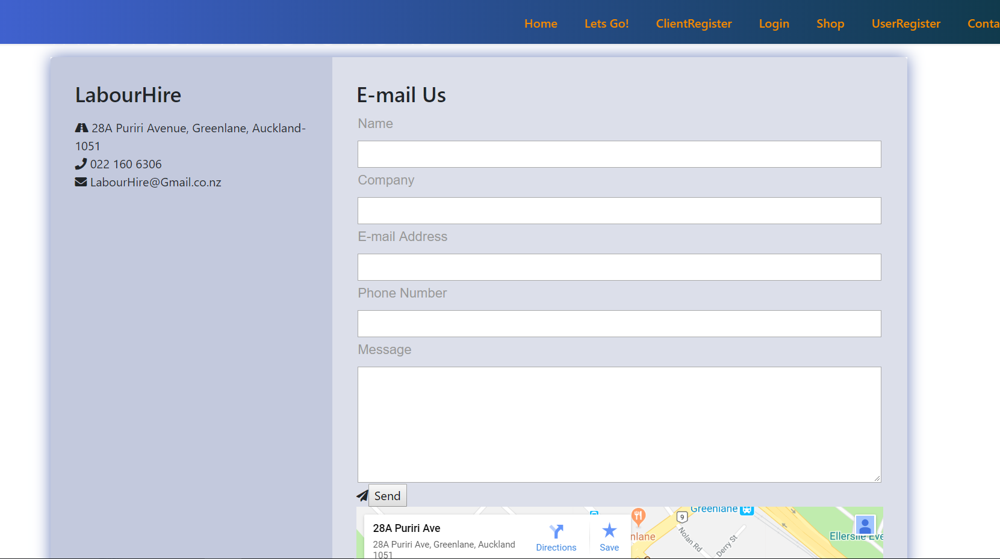 Home Lets Go! ClientRegister Login Shop UserRegister Conta
LabourHire
28A Puriri Avenue, Greenlane, Auckland-
1051
022 160 6306
LabourHire@Gmail.co.nz
E-mail Us
Name
Company
E-mail Address
Phone Number
Message
Send
28A Puriri Ave
28A Puriri Ave, Greenlane, Auckland
1051
Directions
Save
Greenlane
9
nlane
Nolan Rd
Derry St
Ellerslie Eve